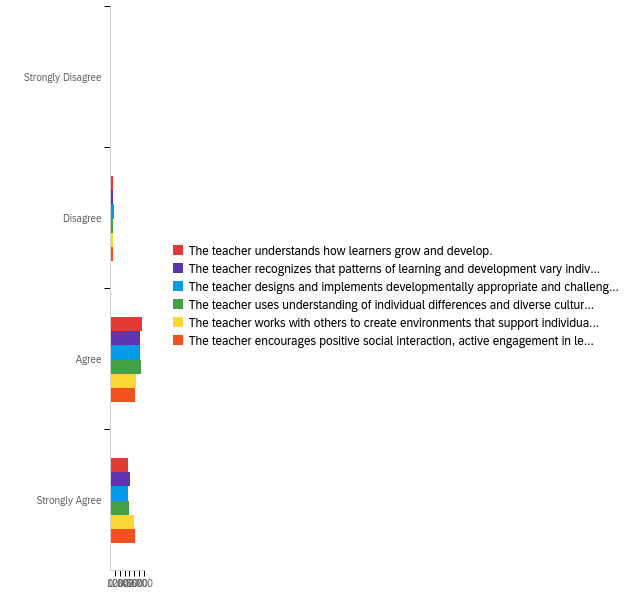 Strongly Disagree
Disagree
The teacher understands how learners grow and develop.
The teacher recognizes that patterns of learning and development vary indiv...
The teacher designs and implements developmentally appropriate and challeng...
The teacher uses understanding of individual differences and diverse cultur...
The teacher works with others to create environments that support individua...
The teacher encourages positive social interaction, active engagement in le...
Agree
Strongly Agree